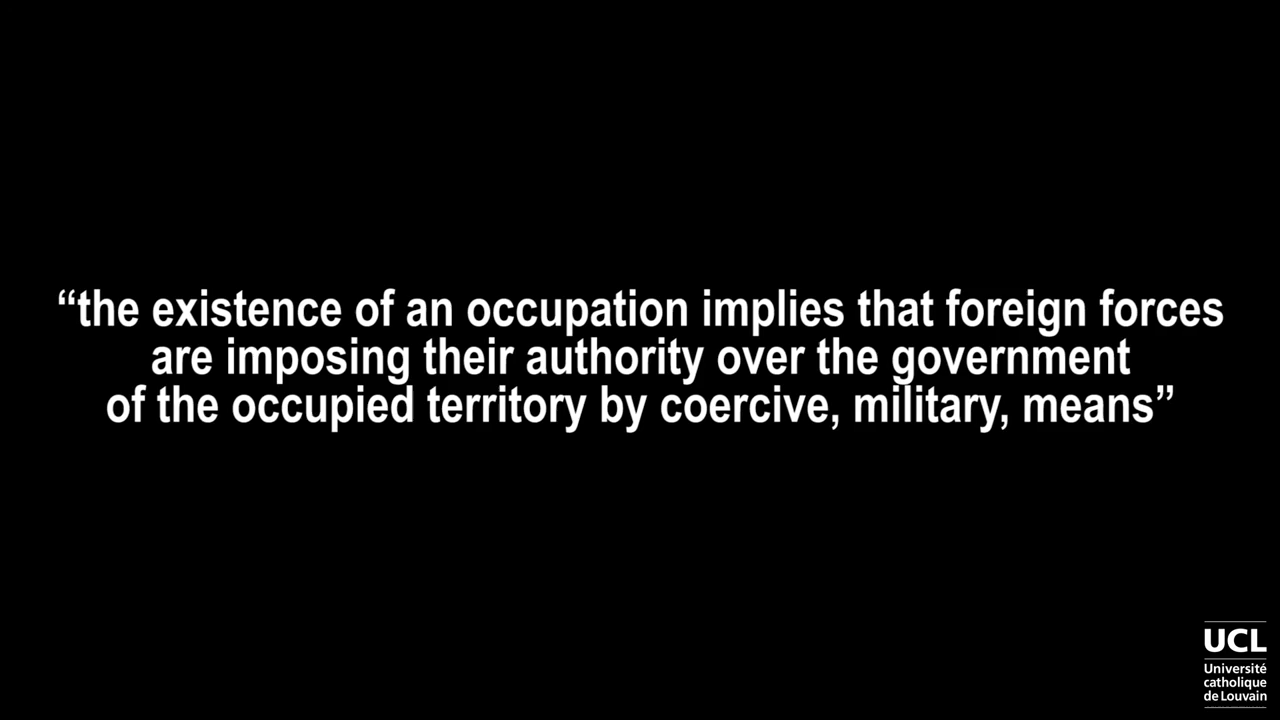 “the existence of an occupation implies that foreign forces
are imposing their authority over the government
of the occupied territory by coercive, military, means”
UCL
Université
catholique
de Louvain